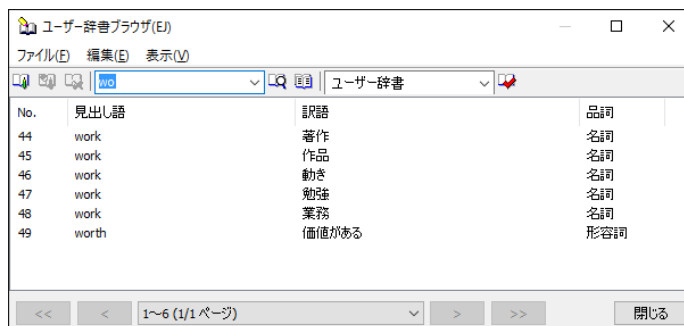 ユーザー辞書ブラウザ(EJ)
ファイル(F) 編集(E) 表示(V)
wo ユーザー辞書
No. 見出し語 訳語 品詞
44 work 著作 名詞
45 work 作品 名詞
46 work 動き 名詞
47 work 勉強 名詞
48 work 業務 名詞
49 worth 価値がある 形容詞
<< < 1~6 (1/1 ページ) > >> 閉じる